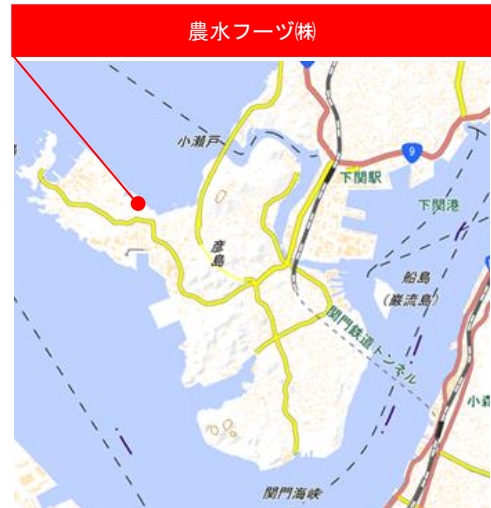 農水フーヅ㈱
小瀬戸
9
下関駅
下関港
彦島
船島
（巌流島）
関門鉄道トンネル
小森
関門海峡